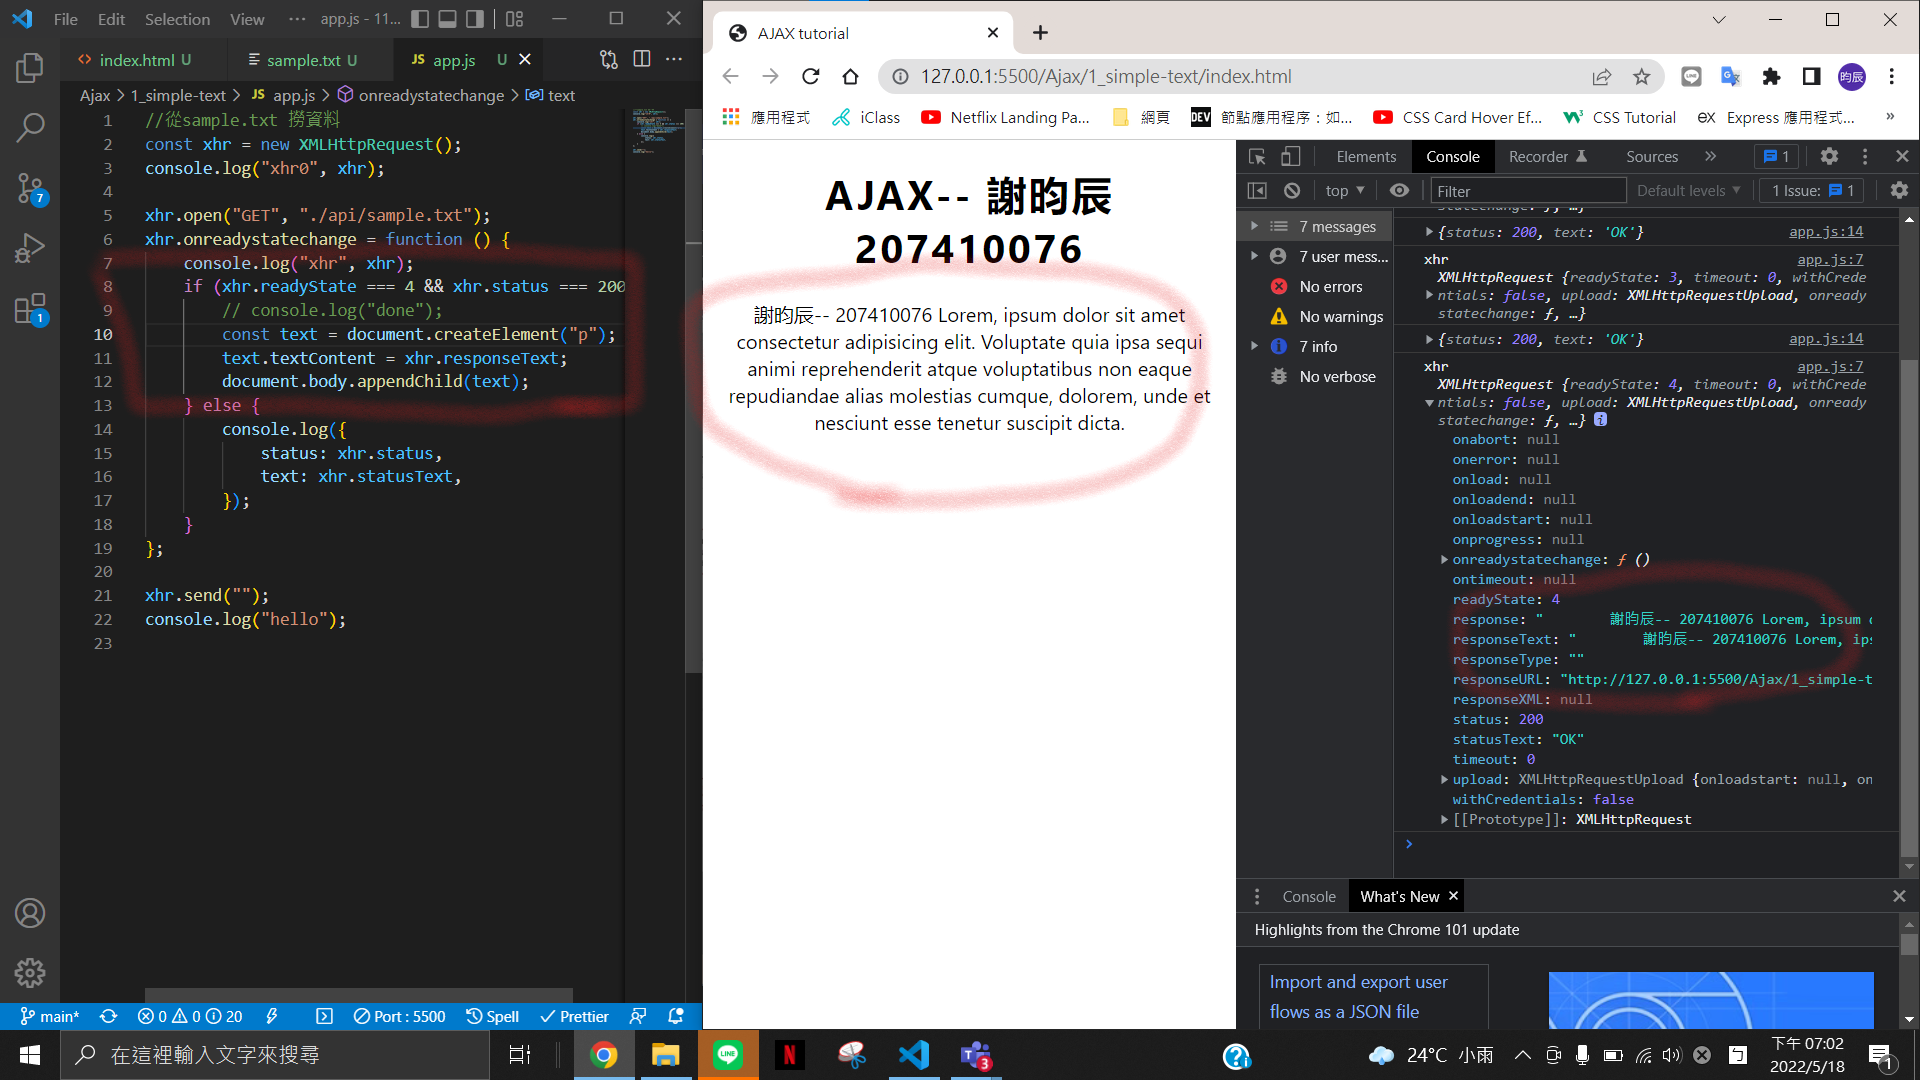 File Edit Selection View ··· app.js - 11...
index.html U sample.txt U JS app.js U
Ajax > 1_simple-text > JS app.js > onreadystatechange > text
1 //從sample.txt 撈資料
2 const xhr = new XMLHttpRequest();
3 console.log("xhr0", xhr);
4
5 xhr.open("GET", "./api/sample.txt");
6 xhr.onreadystatechange = function () {
7 console.log("xhr", xhr);
8 if (xhr.readyState === 4 && xhr.status === 200
9 // console.log("done");
10 const text = document.createElement("p");
11 text.textContent = xhr.responseText;
12 document.body.appendChild(text);
13 } else {
14 console.log({
15 status: xhr.status,
16 text: xhr.statusText,
17 });
18 }
19 };
20
21 xhr.send("");
22 console.log("hello");
23
7
1
main* 0 0 20 Port : 5500 Spell Prettier
AJAX tutorial
127.0.0.1:5500/Ajax/1_simple-text/index.html 昀辰
應用程式 iClass Netflix Landing Pa... 網頁 DEV 節點應用程序：如... CSS Card Hover Ef... CSS Tutorial EX Express 應用程式... »
AJAX-- 謝昀辰
207410076
謝昀辰-- 207410076 Lorem, ipsum dolor sit amet
consectetur adipisicing elit. Voluptate quia ipsa sequi
animi reprehenderit atque voluptatibus non eaque
repudiandae alias molestias cumque, dolorem, unde et
nesciunt esse tenetur suscipit dicta.
Elements Console Recorder Sources » 1
top Filter Default levels 1 Issue: 1
7 messages
7 user mess...
No errors
No warnings
7 info
No verbose
statechange: ƒ, …}
{status: 200, text: 'OK'} app.js:14
xhr app.js:7
XMLHttpRequest {readyState: 3, timeout: 0, withCrede
ntials: false, upload: XMLHttpRequestUpload, onready
statechange: ƒ, …}
{status: 200, text: 'OK'} app.js:14
xhr app.js:7
XMLHttpRequest {readyState: 4, timeout: 0, withCrede
ntials: false, upload: XMLHttpRequestUpload, onready
statechange: ƒ, …} i
onabort: null
onerror: null
onload: null
onloadend: null
onloadstart: null
onprogress: null
onreadystatechange: ƒ ()
ontimeout: null
readyState: 4
response: " 謝昀辰-- 207410076 Lorem, ipsum
responseText: " 謝昀辰-- 207410076 Lorem, ips
responseType: ""
responseURL: "http://127.0.0.1:5500/Ajax/1_simple-t
responseXML: null
status: 200
statusText: "OK"
timeout: 0
upload: XMLHttpRequestUpload {onloadstart: null, on
withCredentials: false
[[Prototype]]: XMLHttpRequest
Console What's New
Highlights from the Chrome 101 update
Import and export user
flows as a JSON file
在這裡輸入文字來搜尋 LINE N 3 24°C 小雨 下午 07:02
2022/5/18 1